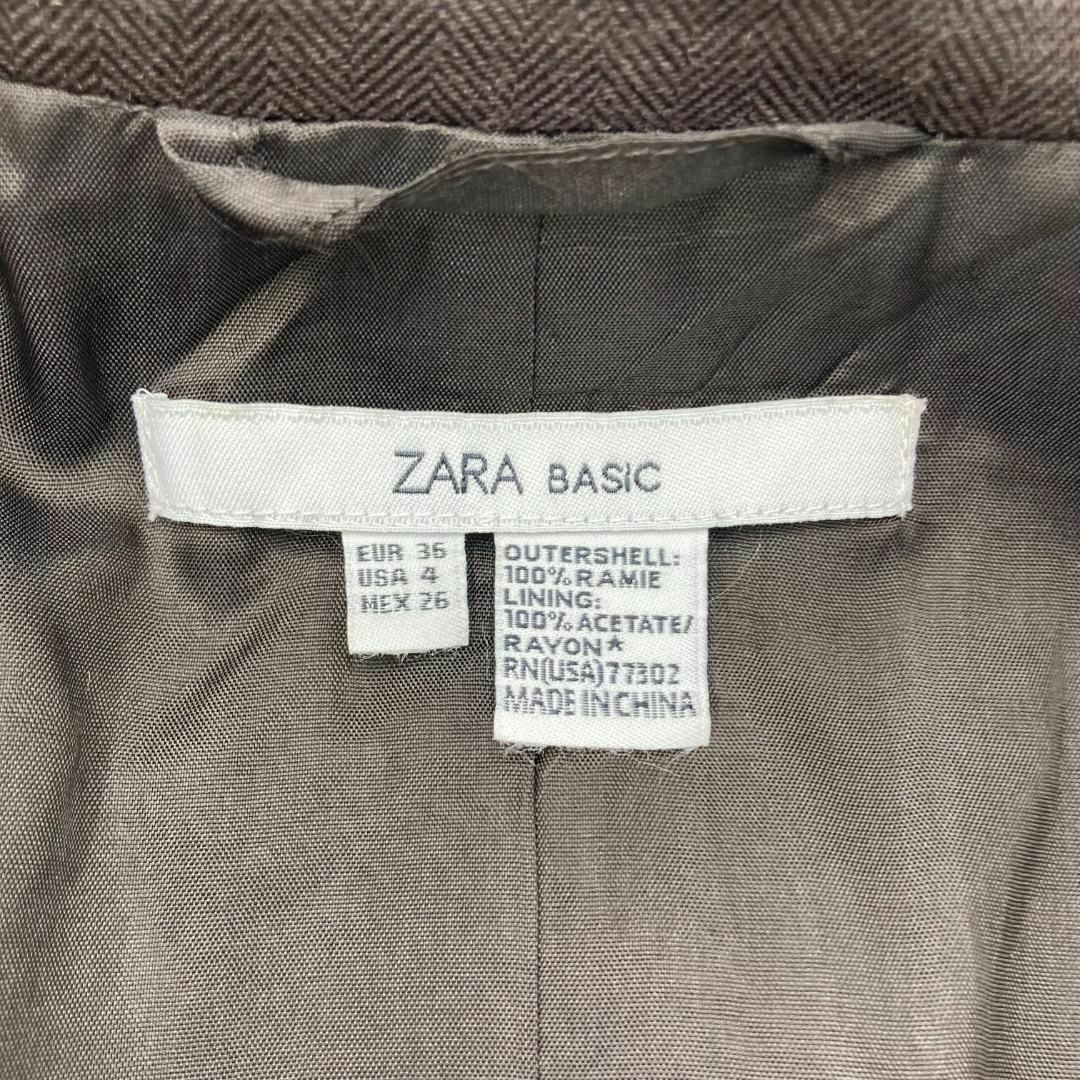 ZARA BASIC
EUR 36
USA 4
MEX 26
OUTERSHELL:
100% RAMIE
LINING:
100% ACETATE/
RAYON*
RN(USA)77302
MADE IN CHINA